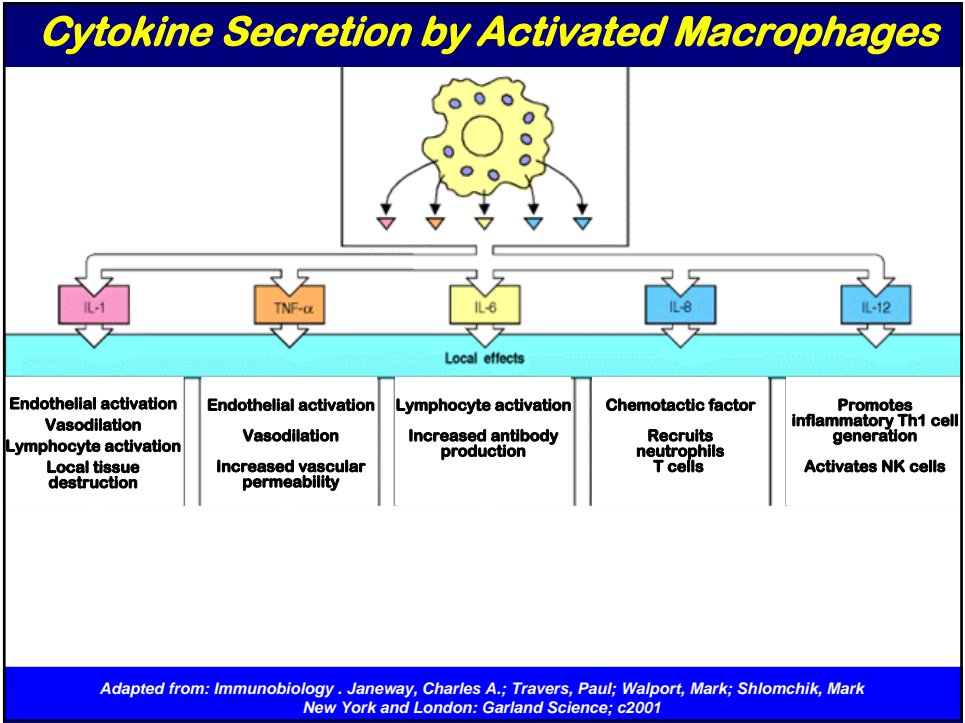 Cytokine Secretion by Activated Macrophages
IL-1
TNF-α
IL-6
IL-8
IL-12
Local effects
Endothelial activation
Vasodilation
Lymphocyte activation
Local tissue
destruction
Endothelial activation
Vasodilation
Increased vascular
permeability
Lymphocyte activation
Increased antibody
production
Chemotactic factor
Recruits
neutrophils
T cells
Promotes
inflammatory Th1 cell
generation
Activates NK cells
Adapted from: Immunobiology . Janeway, Charles A.; Travers, Paul; Walport, Mark; Shlomchik, Mark
New York and London: Garland Science; c2001